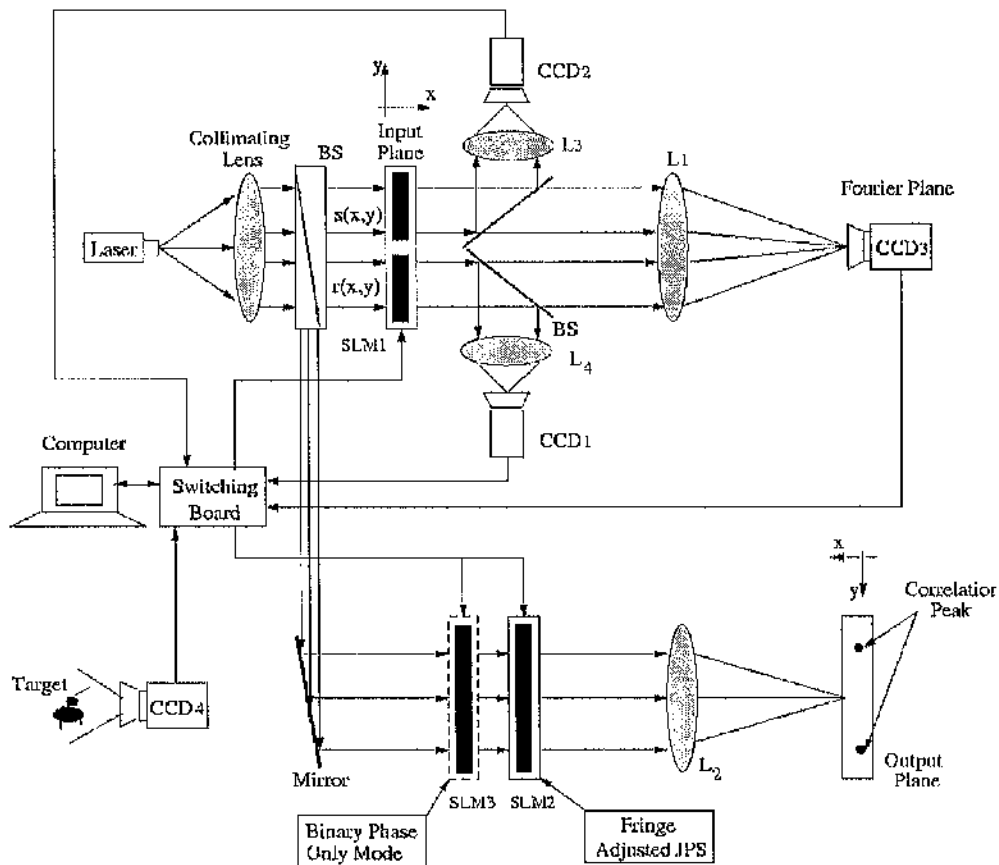 CCD2
y
x
Collimating
Lens
BS
Input
Plane
L3
L1
Fourier Plane
s(x,y)
Laser
CCD3
r(x,y)
BS
SLM1
L4
CCD1
Computer
Switching
Board
x
y
Correlation
Peak
Target
CCD4
Mirror
SLM3
SLM2
L2
Output
Plane
Binary Phase
Only Mode
Fringe
Adjusted JPS